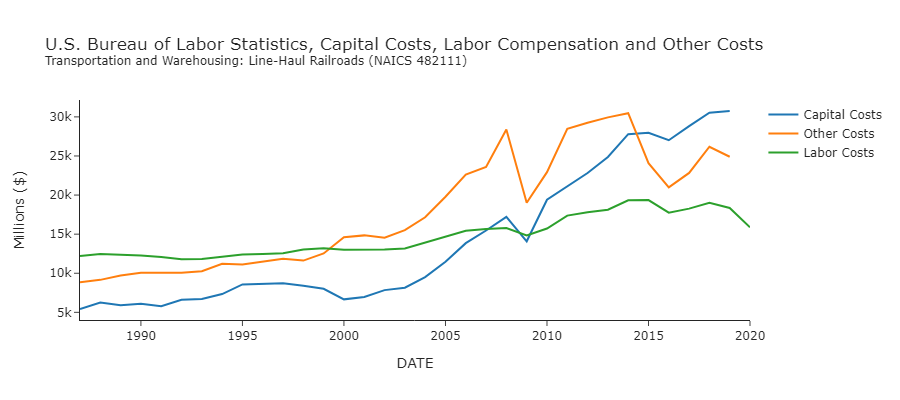 U.S. Bureau of Labor Statistics, Capital Costs, Labor Compensation and Other Costs
Transportation and Warehousing: Line-Haul Railroads (NAICS 482111)
30k
25k
20k
15k
10k
5k
Millions ($)
1990
1995
2000
2005
2010
2015
2020
DATE
Capital Costs
Other Costs
Labor Costs